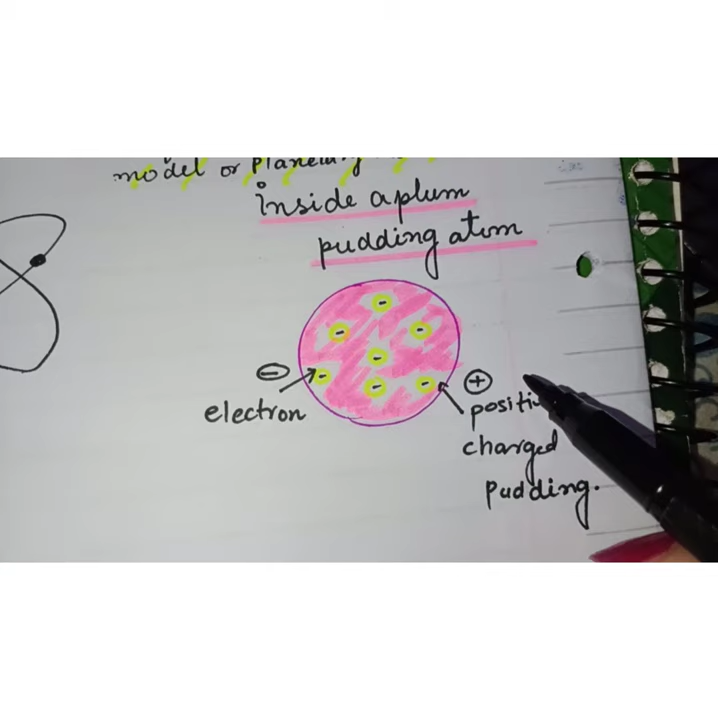 model or
Inside a plum
pudding atom
electron
charged
pudding.